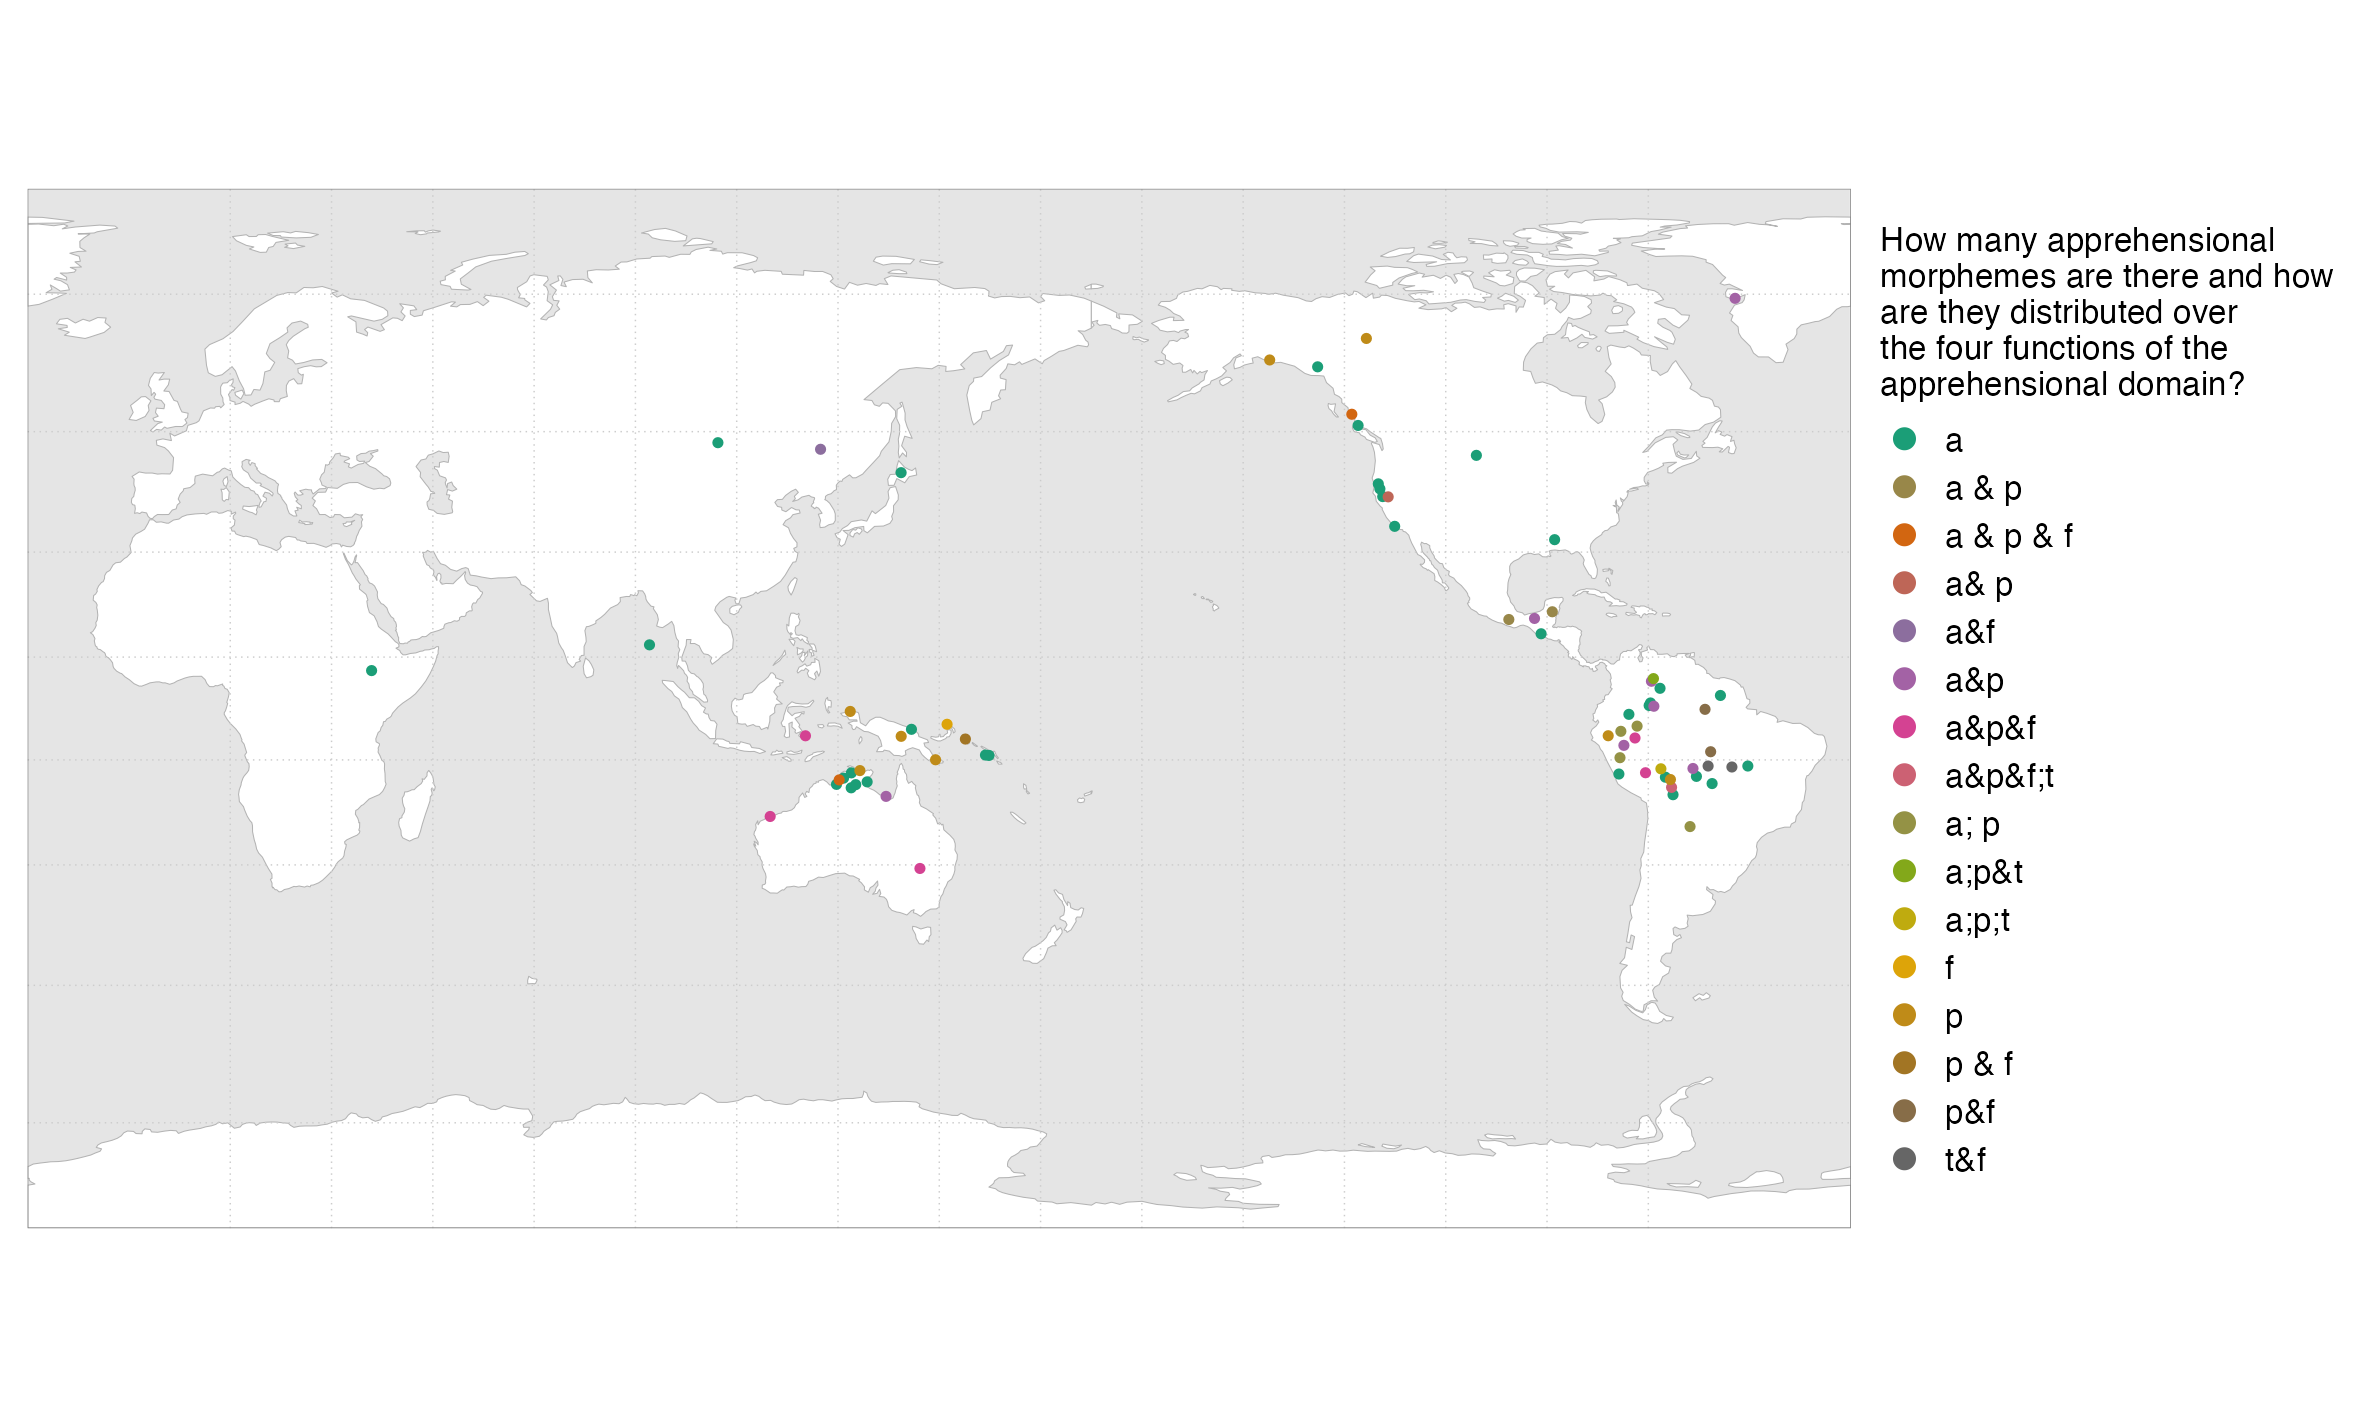 How many apprehensional
morphemes are there and how
are they distributed over
the four functions of the
apprehensional domain?
a
a & p
a & p & f
a& p
a&f
a&p
a&p&f
a&p&f;t
a; p
a;p&t
a;p;t
f
p
p & f
p&f
t&f